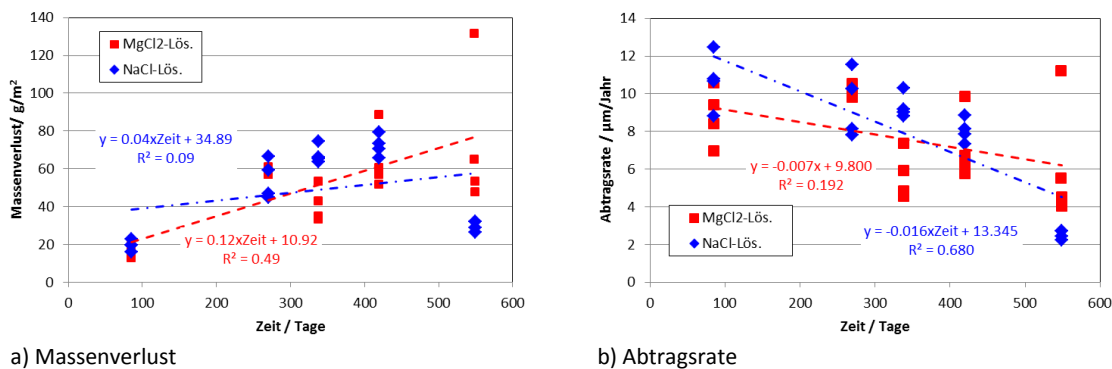 140
120
100
80
60
40
20
0
Massenverlust/ g/m²
MgCl2-Lös.
NaCl-Lös.
y = 0.04xZeit + 34.89
R² = 0.09
y = 0.12xZeit + 10.92
R² = 0.49
0 100 200 300 400 500 600
Zeit / Tage
a) Massenverlust
14
12
10
8
6
4
2
0
Abtragsrate / µm/Jahr
y = -0.007x + 9.800
R² = 0.192
MgCl2-Lös.
NaCl-Lös.
y = -0.016xZeit + 13.345
R² = 0.680
0 100 200 300 400 500 600
Zeit / Tage
b) Abtragsrate